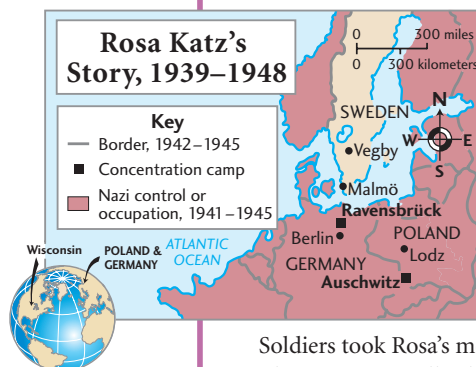 Rosa Katz's
Story, 1939–1948
Key
Border, 1942–1945
Concentration camp
Nazi control or
occupation, 1941–1945
0 300 miles
0 300 kilometers
N
W E
S
SWEDEN
Vegby
Malmö
Ravensbrück
Berlin
POLAND
Lodz
GERMANY
Auschwitz
ATLANTIC
OCEAN
Wisconsin
POLAND &
GERMANY
Soldiers took Rosa's m